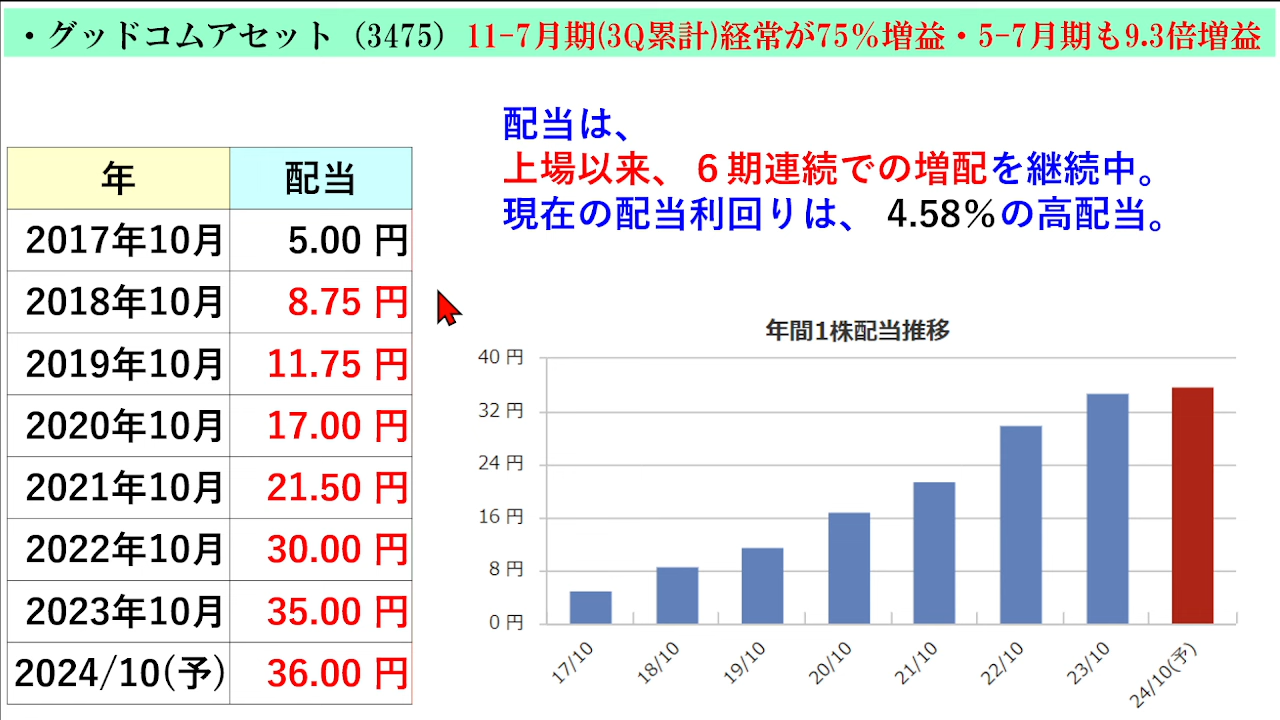 ・グッドコムアセット（3475）11-7月期(3Q累計)経常が75％増益・5-7月期も9.3倍増益
配当は、
上場以来、６期連続での増配を継続中。
現在の配当利回りは、 4.58％の高配当。
年 配当
2017年10月 5.00 円
2018年10月 8.75 円
2019年10月 11.75 円
2020年10月 17.00 円
2021年10月 21.50 円
2022年10月 30.00 円
2023年10月 35.00 円
2024/10(予) 36.00 円
年間1株配当推移
40 円
32 円
24 円
16 円
8 円
0 円
17/10 18/10 19/10 20/10 21/10 22/10 23/10 24/10(予)